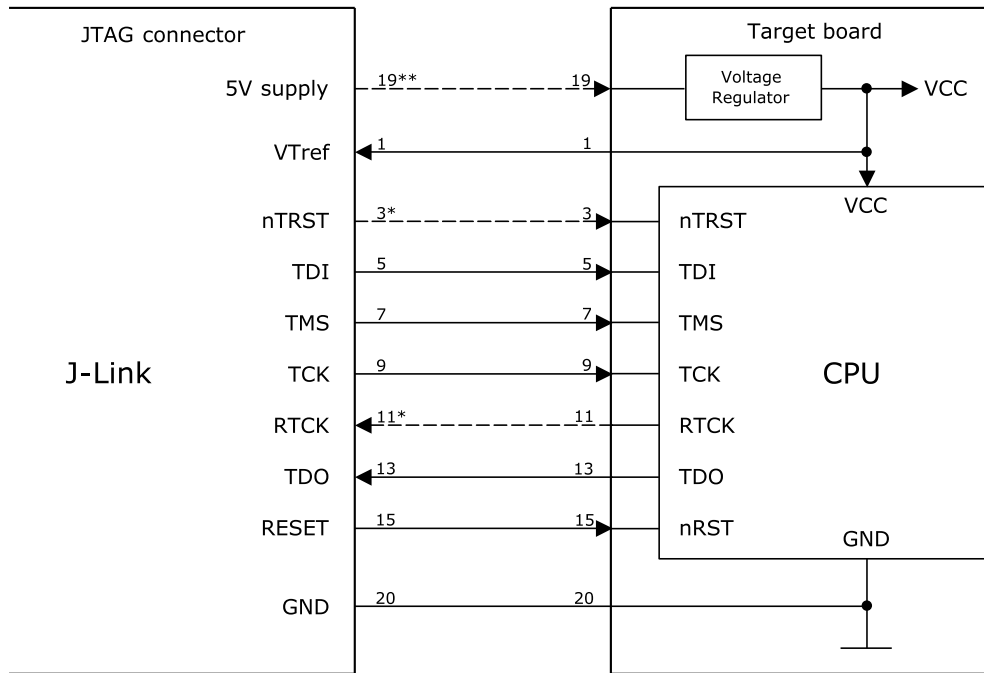 JTAG connector
Target board
5V supply 19** 19 Voltage Regulator VCC
VTref 1 1
VCC
nTRST 3* 3 nTRST
TDI 5 5 TDI
TMS 7 7 TMS
J-Link TCK 9 9 TCK CPU
RTCK 11* 11 RTCK
TDO 13 13 TDO
RESET 15 15 nRST
GND
GND 20 20